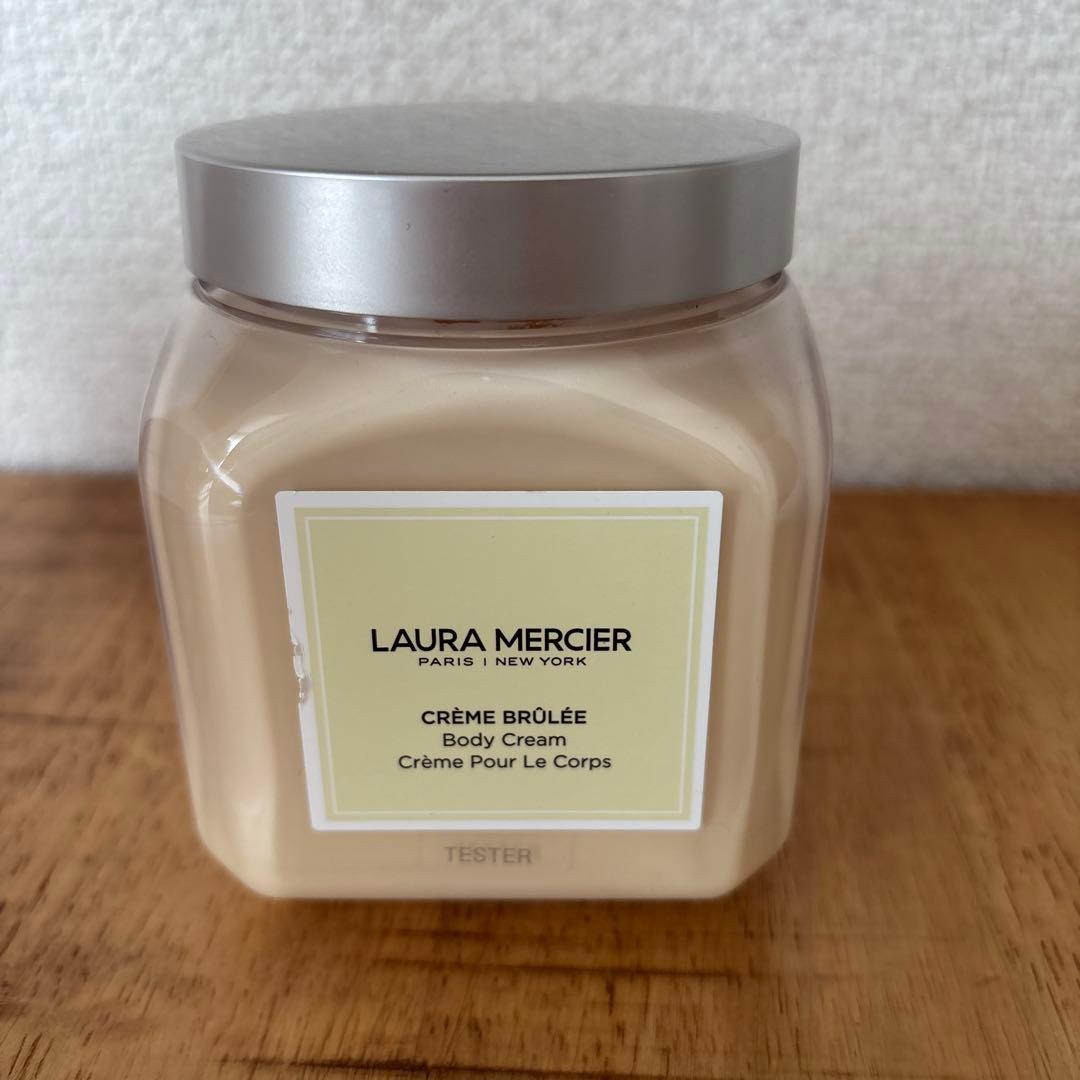 LAURA MERCIER
PARIS | NEW YORK
CRÈME BRÛLÉE
Body Cream
Crème Pour Le Corps
TESTER